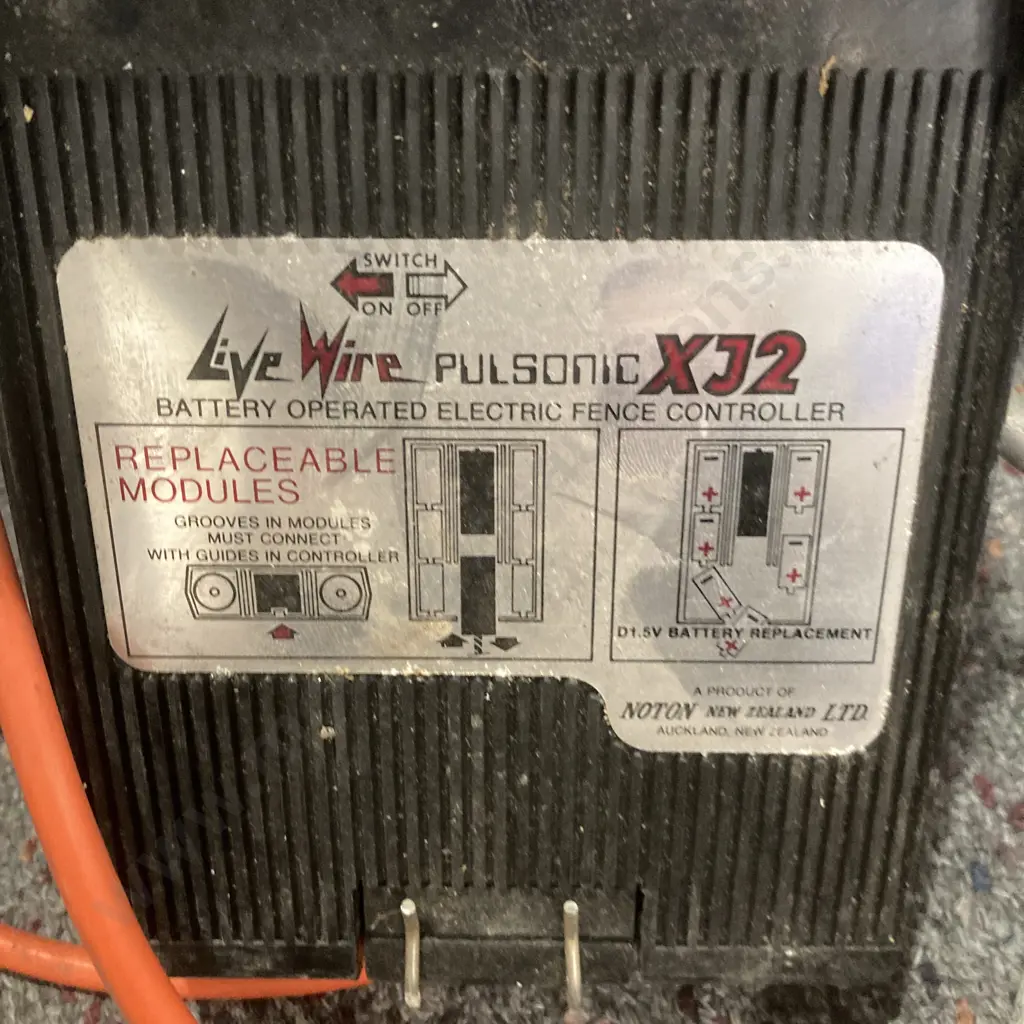 SWITCH
ON OFF
Live Wire PULSONIC XJ2
BATTERY OPERATED ELECTRIC FENCE CONTROLLER
REPLACEABLE
MODULES
GROOVES IN MODULES
MUST CONNECT
WITH GUIDES IN CONTROLLER
D1.5V BATTERY REPLACEMENT
A PRODUCT OF
NOTON NEW ZEALAND LTD.
AUCKLAND, NEW ZEALAND